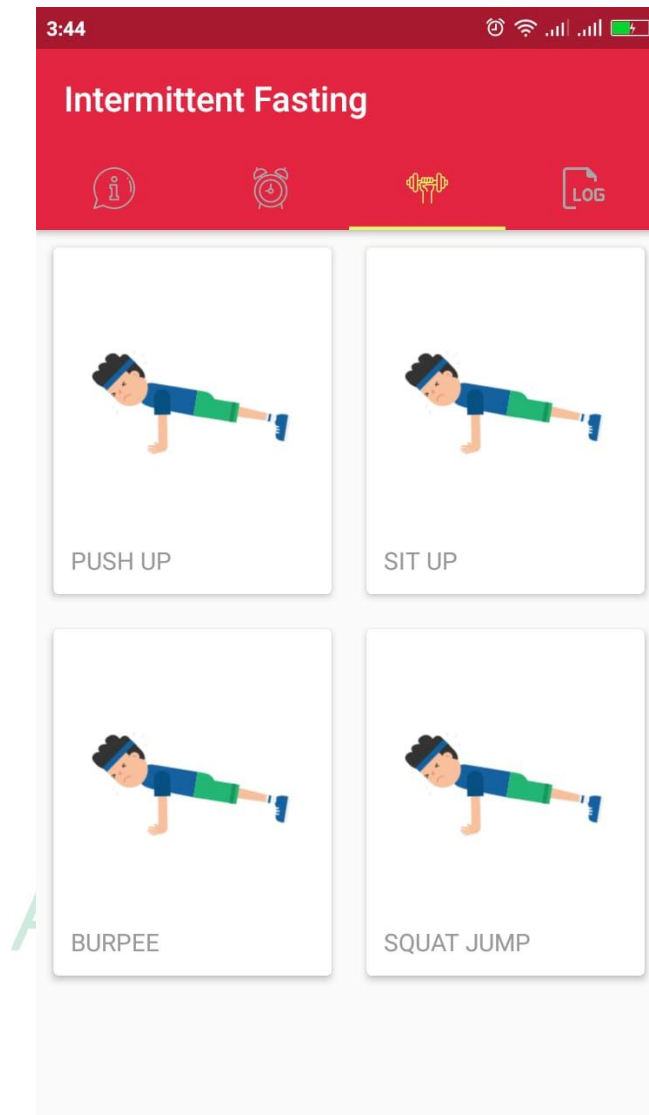 3:44
Intermittent Fasting
LOG
PUSH UP
SIT UP
BURPEE
SQUAT JUMP